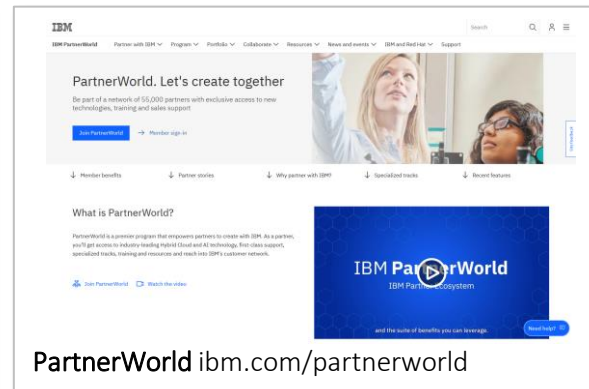 IBM
Search
IBM PartnerWorld Partner with IBM Program Portfolio Collaborate Resources News and events IBM and Red Hat Support
PartnerWorld. Let's create together
Be part of a network of 55,000 partners with exclusive access to new
technologies, training and sales support
Join PartnerWorld → Member sign-in
↓ Member benefits ↓ Partner stories ↓ Why partner with IBM? ↓ Specialized tracks ↓ Recent features
What is PartnerWorld?
PartnerWorld is a premier program that empowers partners to create with IBM. As a partner,
you'll get access to industry-leading Hybrid Cloud and AI technology, first-class support,
specialized tracks, training and resources and reach into IBM's customer network.
Join PartnerWorld Watch the video
IBM PartnerWorld
IBM Partner Ecosystem
and the suite of benefits you can leverage.
Need help?
PartnerWorld ibm.com/partnerworld